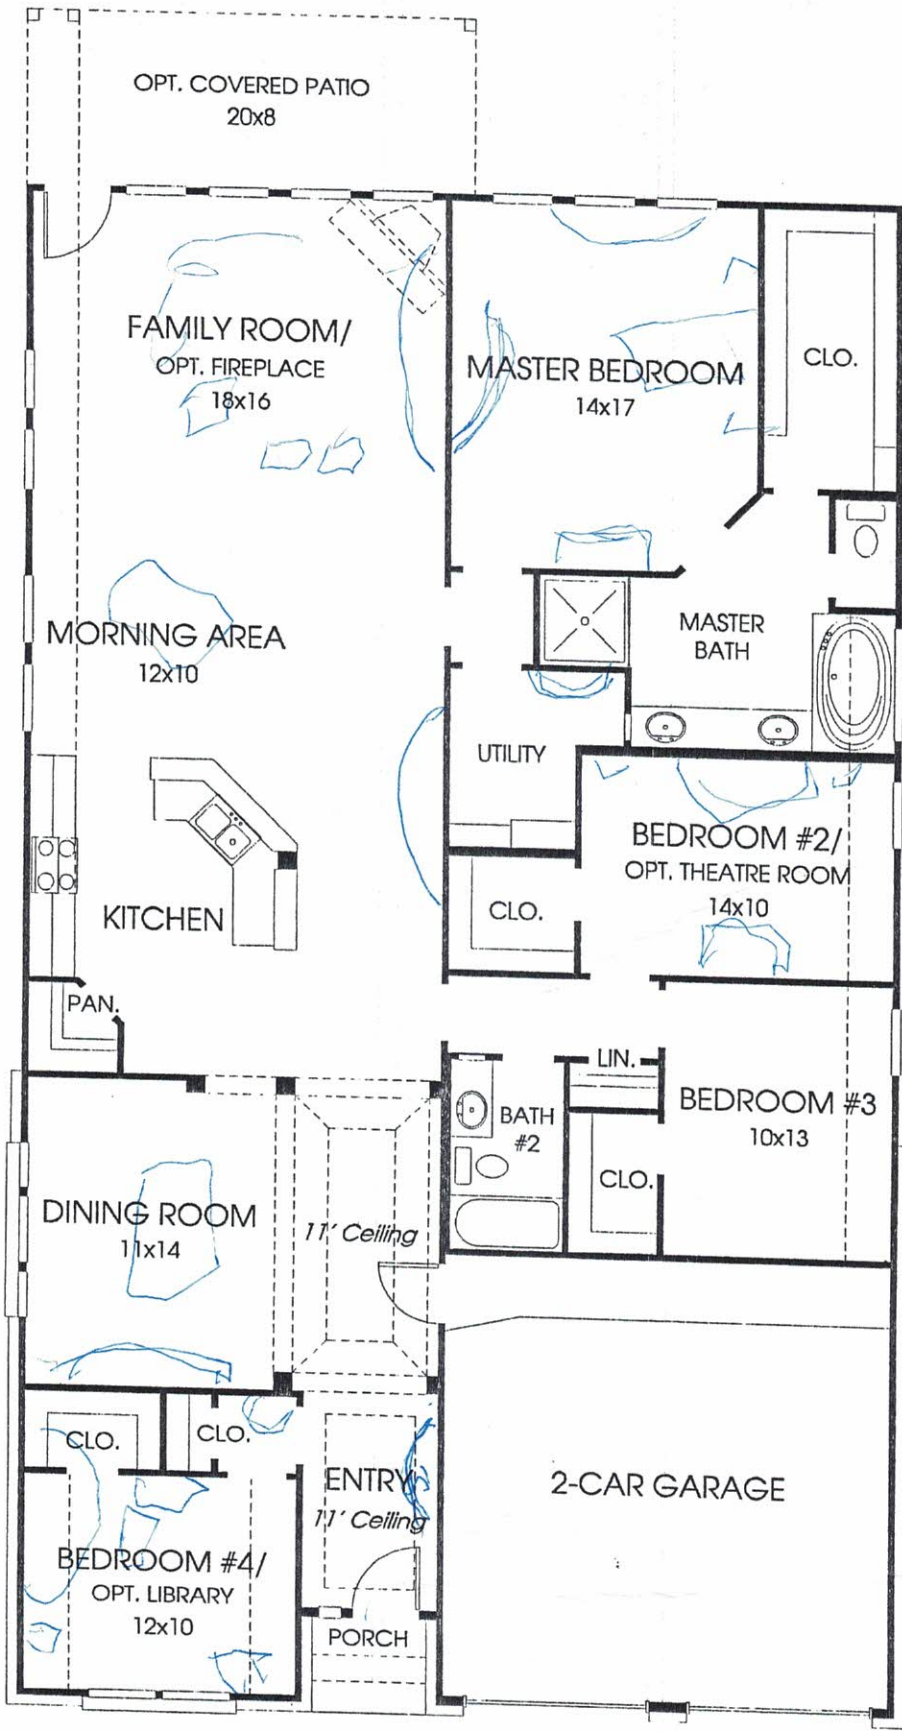 OPT. COVERED PATIO
20x8
FAMILY ROOM/
OPT. FIREPLACE
18x16
MASTER BEDROOM
14x17
CLO.
MORNING AREA
12x10
MASTER
BATH
UTILITY
BEDROOM #2/
OPT. THEATRE ROOM
14x10
CLO.
KITCHEN
PAN.
LIN.
BATH
#2
BEDROOM #3
10x13
CLO.
DINING ROOM
11x14
11' Ceiling
CLO.
CLO.
ENTRY
11' Ceiling
2-CAR GARAGE
BEDROOM #4/
OPT. LIBRARY
12x10
PORCH